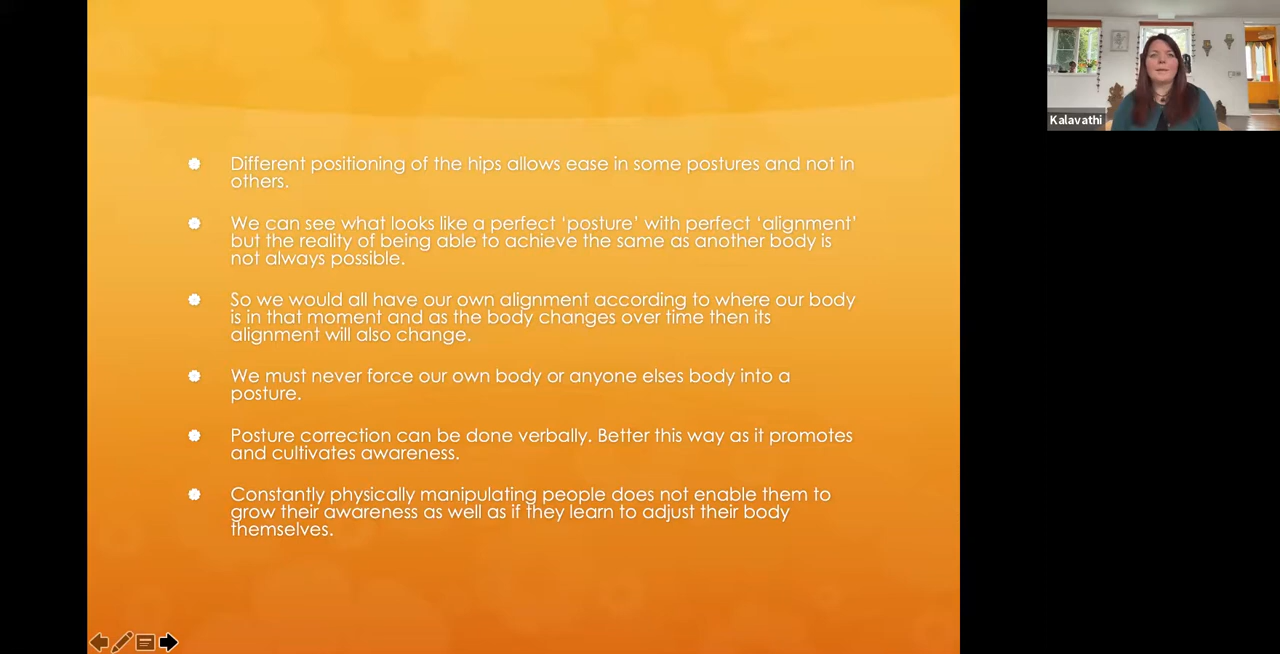 Different positioning of the hips allows ease in some postures and not in
others.
We can see what looks like a perfect ‘posture’ with perfect ‘alignment’
but the reality of being able to achieve the same as another body is
not always possible.
So we would all have our own alignment according to where our body
is in that moment and as the body changes over time then its
alignment will also change.
We must never force our own body or anyone elses body into a
posture.
Posture correction can be done verbally. Better this way as it promotes
and cultivates awareness.
Constantly physically manipulating people does not enable them to
grow their awareness as well as if they learn to adjust their body
themselves.
Kalavathi